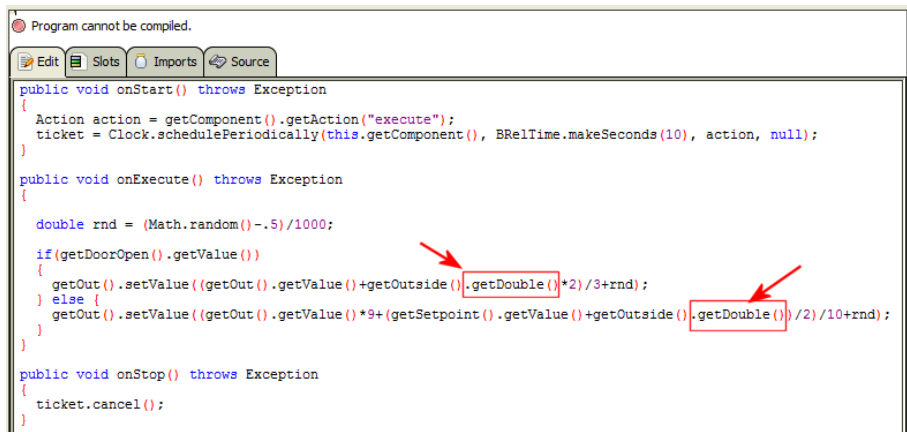 Program cannot be compiled.
Edit Slots Imports Source
public void onStart() throws Exception
{
Action action = getComponent().getAction("execute");
ticket = Clock.schedulePeriodically(this.getComponent(), BRelTime.makeSeconds(10), action, null);
}
public void onExecute() throws Exception
{
double rnd = (Math.random()-.5)/1000;
if(getDoorOpen().getValue())
{
getOut().setValue((getOut().getValue()+getOutside().getDouble()*2)/3+rnd);
} else {
getOut().setValue((getOut().getValue()*9+(getSetpoint().getValue()+getOutside().getDouble())/2)/10+rnd);
}
}
public void onStop() throws Exception
{
ticket.cancel();
}